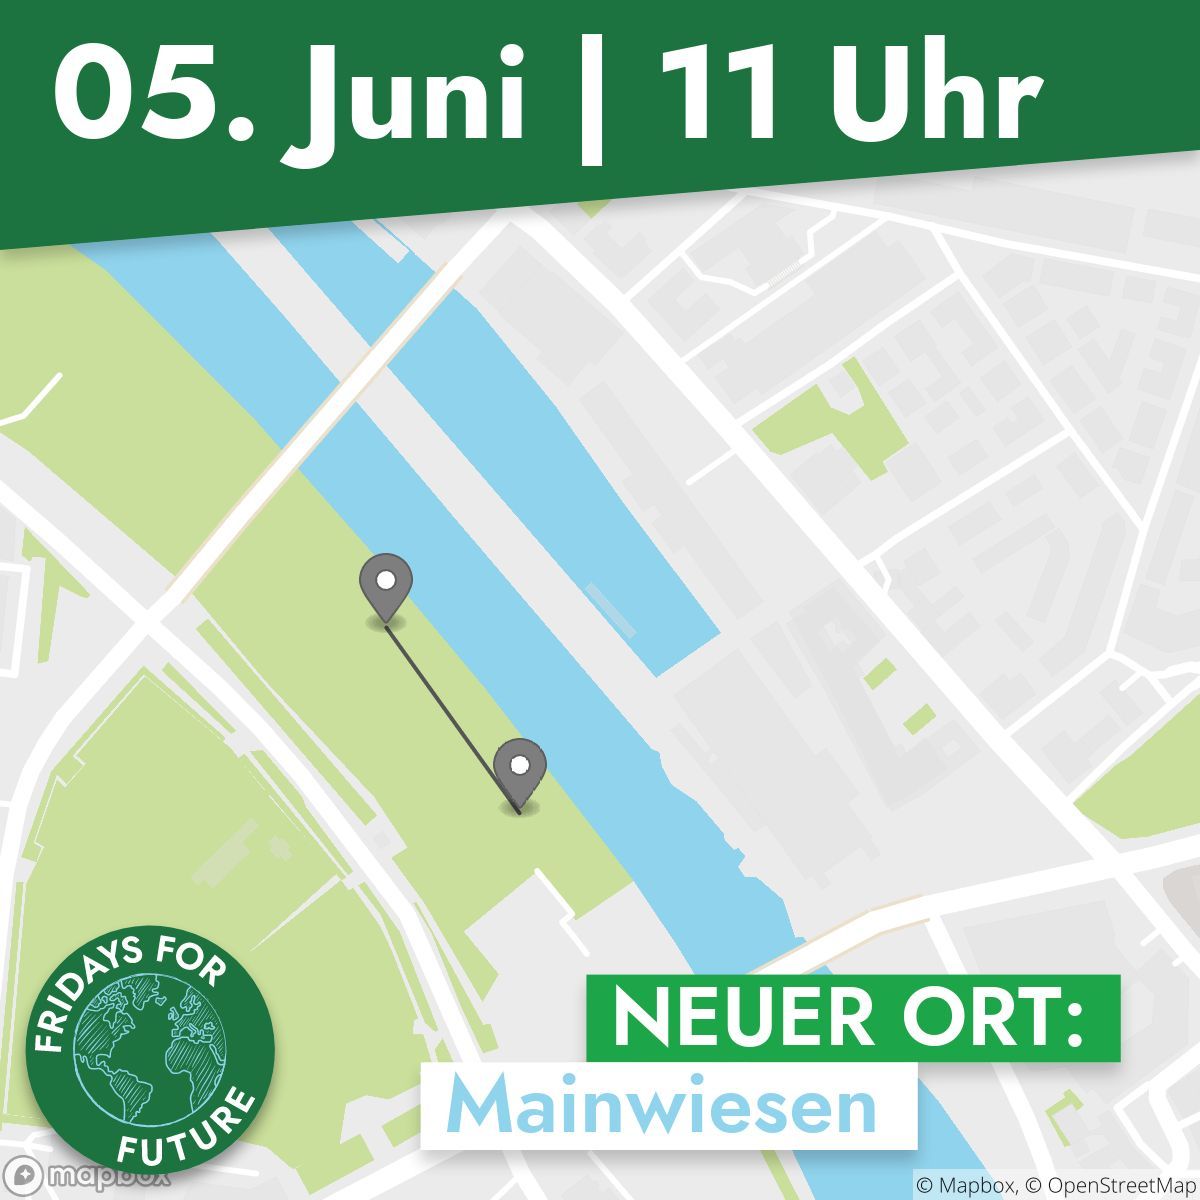 05. Juni | 11 Uhr
NEUER ORT:
Mainwiesen
FRIDAYS FOR
FUTURE
mapbox
© Mapbox, © OpenStreetMap